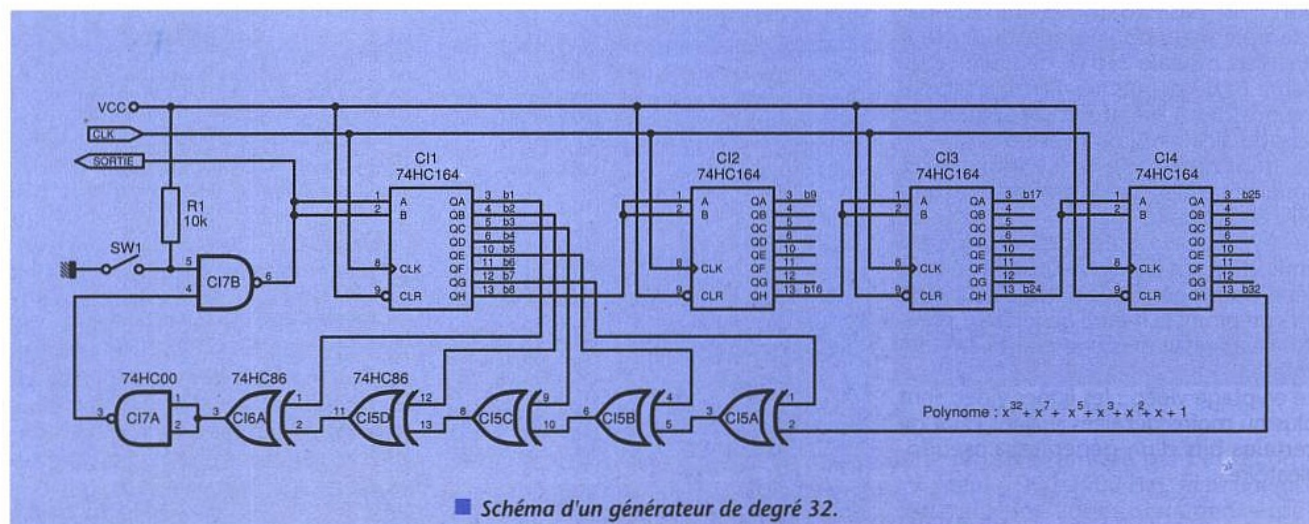 VCC
CLK
SORTIE
R1
10k
SW1
CI7B
5
4
6
CI1
74HC164
1
2
8
9
A
B
CLK
CLR
QA
QB
QC
QD
QE
QF
QG
QH
3 b1
4 b2
5 b3
6 b4
10 b5
11 b6
12 b7
13 b8
CI2
74HC164
1
2
8
9
A
B
CLK
CLR
QA
QB
QC
QD
QE
QF
QG
QH
3 b9
4
5
6
10
11
12
13 b16
CI3
74HC164
1
2
8
9
A
B
CLK
CLR
QA
QB
QC
QD
QE
QF
QG
QH
3 b17
4
5
6
10
11
12
13 b24
CI4
74HC164
1
2
8
9
A
B
CLK
CLR
QA
QB
QC
QD
QE
QF
QG
QH
3 b25
4
5
6
10
11
12
13 b32
74HC00
3
CI7A
1
2
74HC86
3
CI6A
1
2
74HC86
11
CI5D
12
13
8
CI5C
9
10
6
CI5B
4
5
3
CI5A
1
2
Polynome : x³² + x⁷ + x⁵ + x³ + x² + x + 1
Schéma d'un générateur de degré 32.